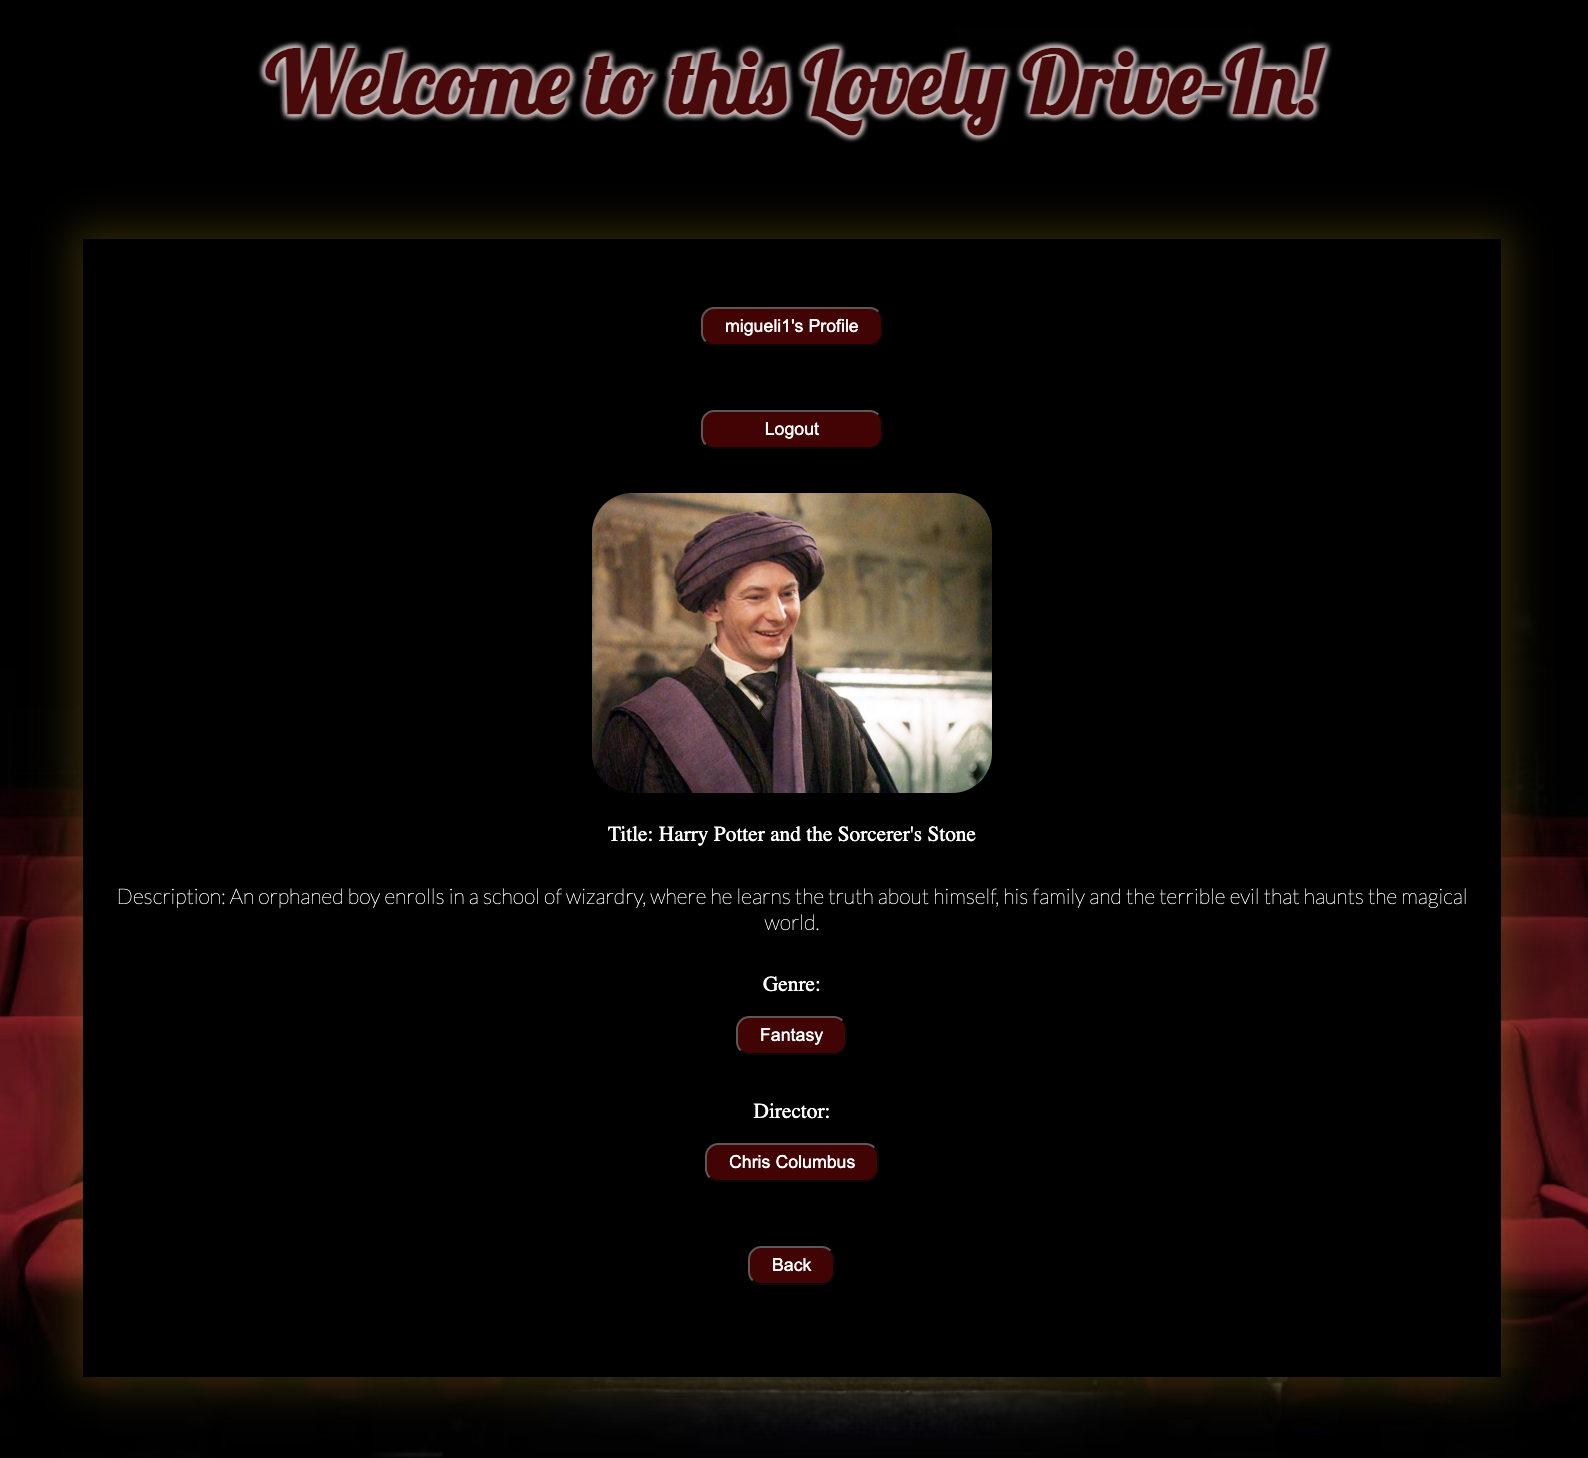 Welcome to this Lovely Drive-In!
migueli1's Profile
Logout
Title: Harry Potter and the Sorcerer's Stone
Description: An orphaned boy enrolls in a school of wizardry, where he learns the truth about himself, his family and the terrible evil that haunts the magical
world.
Genre:
Fantasy
Director:
Chris Columbus
Back